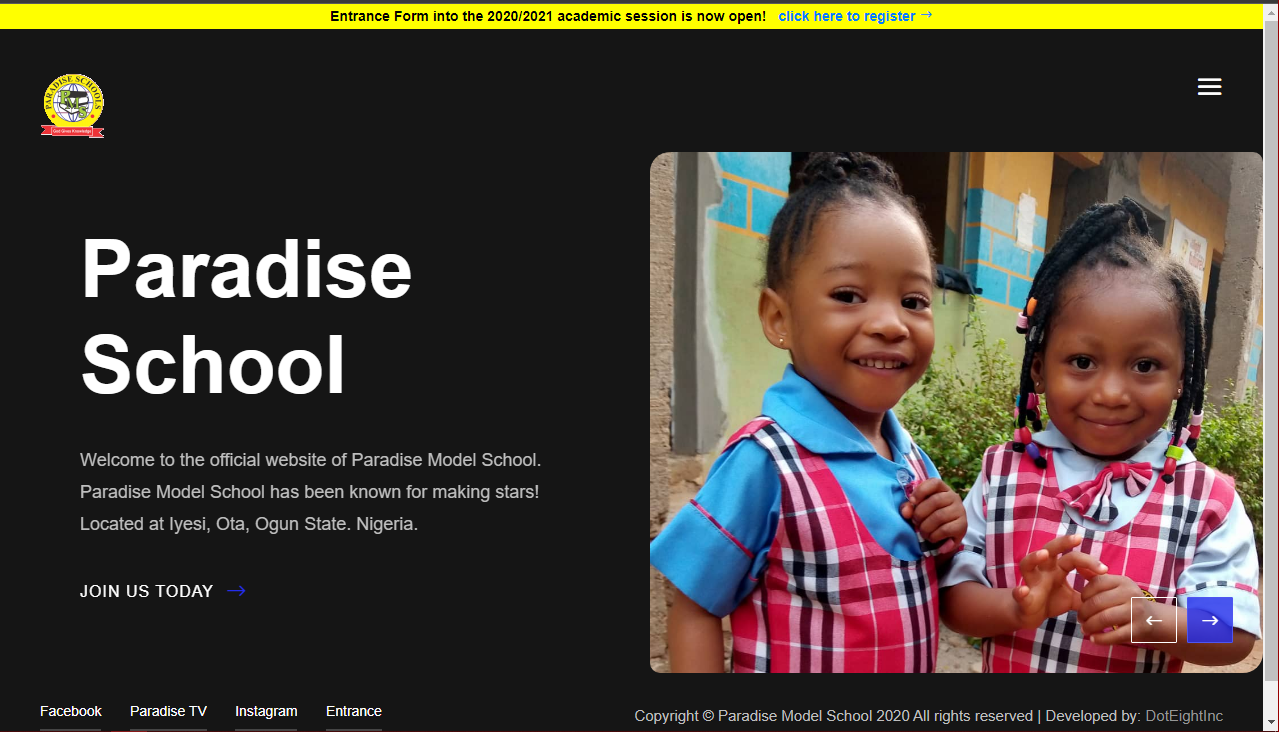 Entrance Form into the 2020/2021 academic session is now open! click here to register →
PARADISE SCHOOLS
PMS
God Gives Knowledge
Paradise
School
Welcome to the official website of Paradise Model School.
Paradise Model School has been known for making stars!
Located at Iyesi, Ota, Ogun State. Nigeria.
JOIN US TODAY →
Facebook Paradise TV Instagram Entrance
Copyright © Paradise Model School 2020 All rights reserved | Developed by: DotEightInc